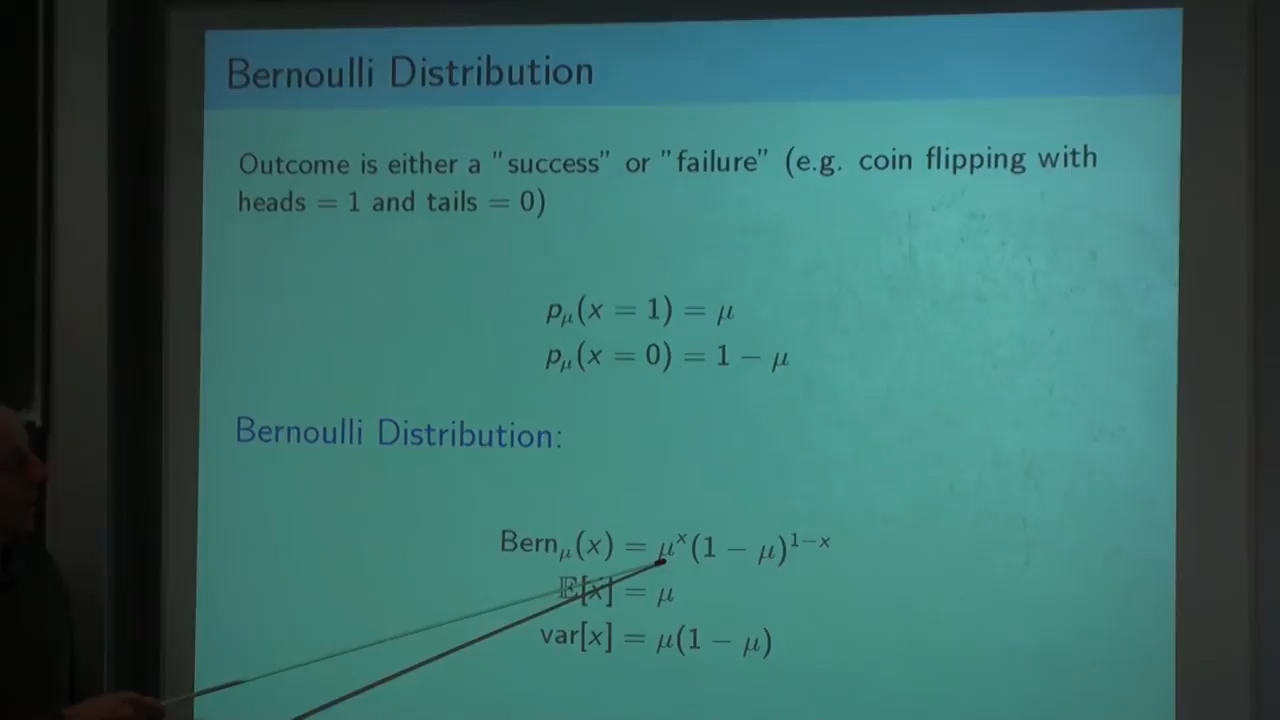 Bernoulli Distribution
Outcome is either a "success" or "failure" (e.g. coin flipping with
heads = 1 and tails = 0)
pμ(x = 1) = μ
pμ(x = 0) = 1 − μ
Bernoulli Distribution:
Bernμ(x) = μˣ(1 − μ)¹⁻ˣ
𝔼[x] = μ
var[x] = μ(1 − μ)